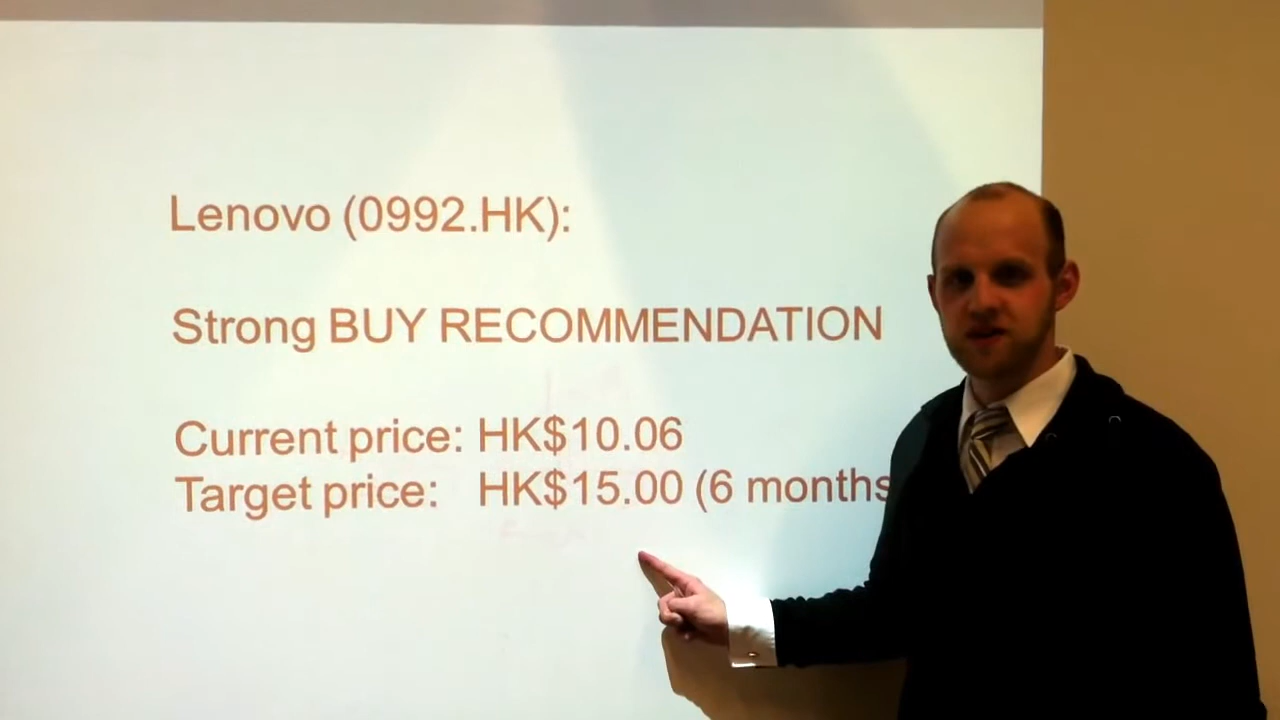 Lenovo (0992.HK):
Strong BUY RECOMMENDATION
Current price: HK$10.06
Target price: HK$15.00 (6 months